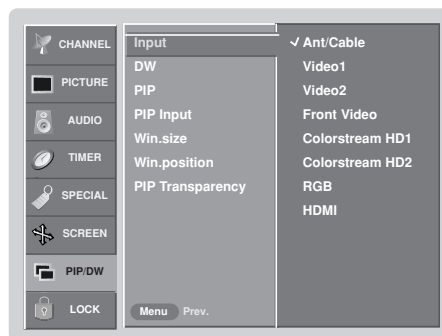 CHANNEL
PICTURE
AUDIO
TIMER
SPECIAL
SCREEN
PIP/DW
LOCK
Input
DW
PIP
PIP Input
Win.size
Win.position
PIP Transparency
Menu Prev.
✓ Ant/Cable
Video1
Video2
Front Video
Colorstream HD1
Colorstream HD2
RGB
HDMI